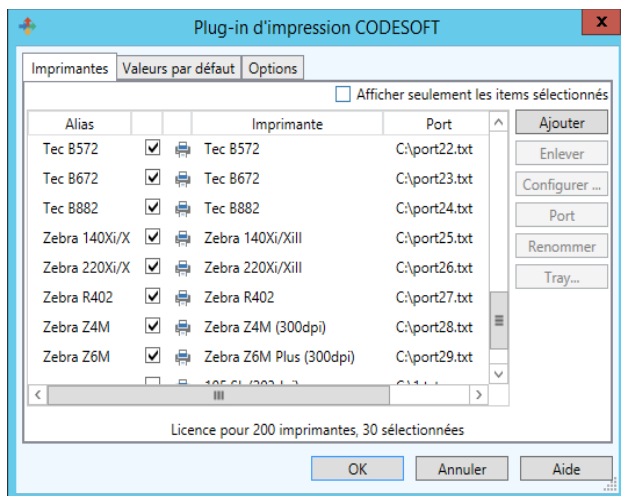 Plug-in d'impression CODESOFT
x
Imprimantes Valeurs par défaut Options
Afficher seulement les items sélectionnés
Alias Imprimante Port
Tec B572 Tec B572 C:\port22.txt
Tec B672 Tec B672 C:\port23.txt
Tec B882 Tec B882 C:\port24.txt
Zebra 140Xi/X Zebra 140Xi/XiII C:\port25.txt
Zebra 220Xi/X Zebra 220Xi/XiII C:\port26.txt
Zebra R402 Zebra R402 C:\port27.txt
Zebra Z4M Zebra Z4M (300dpi) C:\port28.txt
Zebra Z6M Zebra Z6M Plus (300dpi) C:\port29.txt
Ajouter
Enlever
Configurer ...
Port
Renommer
Tray...
Licence pour 200 imprimantes, 30 sélectionnées
OK Annuler Aide